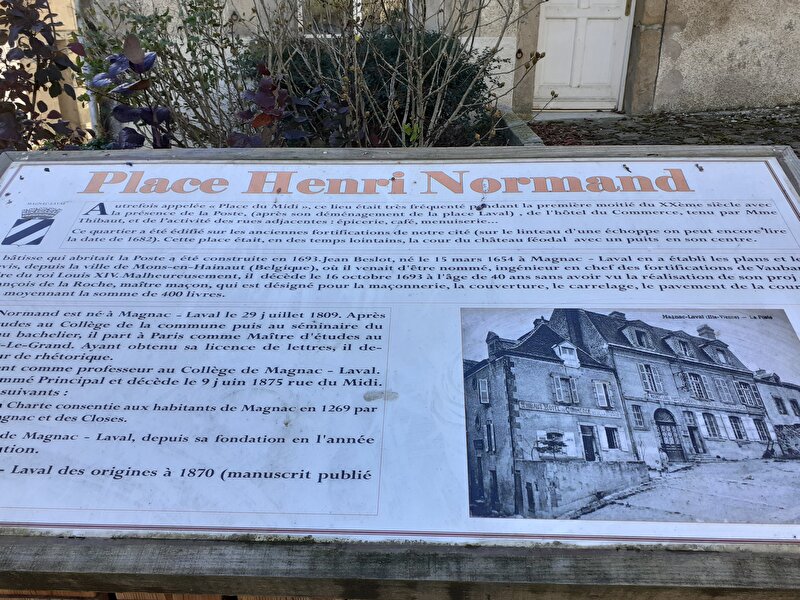 Place Henri Normand
MAGNAC-LAVAL
Autrefois appelée « Place du Midi », ce lieu était très fréquenté pendant la première moitié du XXème siècle avec
la présence de la Poste, (après son déménagement de la place Laval) , de l'hôtel du Commerce, tenu par Mme
Thibaut, et de l'activité des rues adjacentes : épicerie, café, menuiserie...
Ce quartier a été édifié sur les anciennes fortifications de notre cité (sur le linteau d'une échoppe on peut encore lire
la date de 1682). Cette place était, en des temps lointains, la cour du château féodal avec un puits en son centre.
bâtisse qui abritait la Poste a été construite en 1693. Jean Beslot, né le 15 mars 1654 à Magnac - Laval en a établi les plans et le
vis, depuis la ville de Mons-en-Hainaut (Belgique), où il venait d'être nommé, ingénieur en chef des fortifications de Vauban
re du roi Louis XIV. Malheureusement, il décède le 16 octobre 1693 à l'âge de 40 ans sans avoir vu la réalisation de son proj
ançois de la Roche, maître maçon, qui est désigné pour la maçonnerie, la couverture, le carrelage, le pavement de la cour
moyennant la somme de 400 livres.
Normand est né à Magnac - Laval le 29 juillet 1809. Après
udes au Collège de la commune puis au séminaire du
au bachelier, il part à Paris comme Maître d'études au
-Le-Grand. Ayant obtenu sa licence de lettres, il de-
ur de rhétorique.
ent comme professeur au Collège de Magnac - Laval.
mmé Principal et décède le 9 juin 1875 rue du Midi.
suivants :
a Charte consentie aux habitants de Magnac en 1269 par
agnac et des Closes.
de Magnac - Laval, depuis sa fondation en l'année
ution.
- Laval des origines à 1870 (manuscrit publié
Magnac-Laval (Hte-Vienne) - La Poste